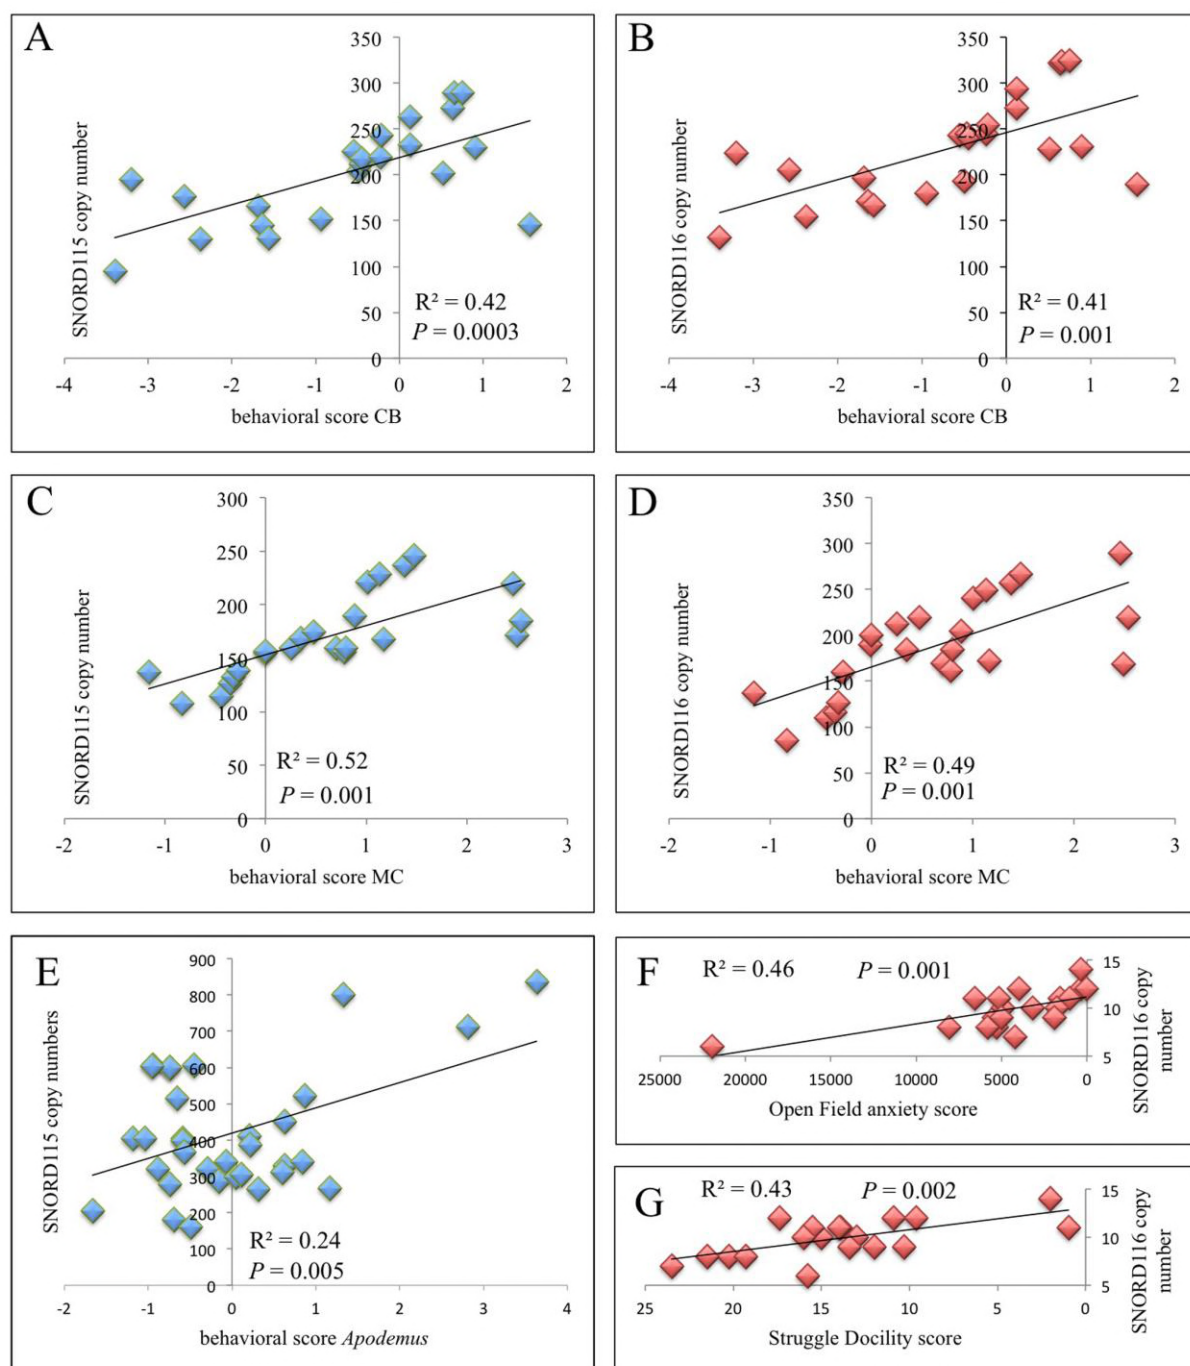 A
SNORD115 copy number
350
300
250
200
150
100
50
0
-4 -3 -2 -1 0 1 2
R² = 0.42
P = 0.0003
behavioral score CB
B
SNORD116 copy number
350
300
250
200
150
100
50
0
-4 -3 -2 -1 0 1 2
R² = 0.41
P = 0.001
behavioral score CB
C
SNORD115 copy number
300
250
200
150
100
50
0
-2 -1 0 1 2 3
R² = 0.52
P = 0.001
behavioral score MC
D
SNORD116 copy number
350
300
250
200
150
100
50
0
-2 -1 0 1 2 3
R² = 0.49
P = 0.001
behavioral score MC
E
SNORD115 copy numbers
900
800
700
600
500
400
300
200
100
0
-2 -1 0 1 2 3 4
R² = 0.24
P = 0.005
behavioral score Apodemus
F
R² = 0.46 P = 0.001
15
10
5
SNORD116 copy
number
25000 20000 15000 10000 5000 0
Open Field anxiety score
G
R² = 0.43 P = 0.002
15
10
5
SNORD116 copy
number
25 20 15 10 5 0
Struggle Docility score